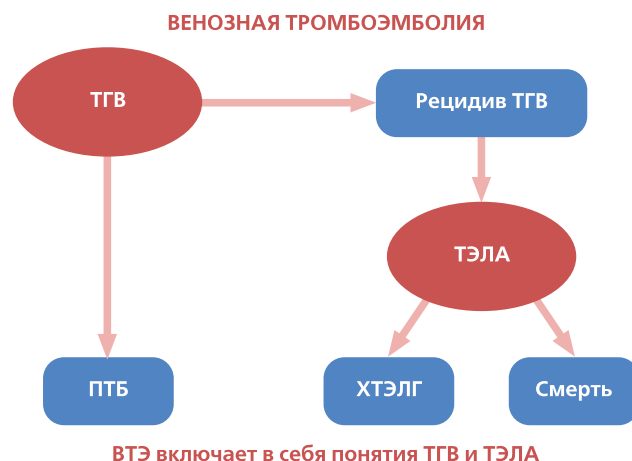 ВЕНОЗНАЯ ТРОМБОЭМБОЛИЯ
ТГВ
Рецидив ТГВ
ТЭЛА
ПТБ
ХТЭЛГ
Смерть
ВТЭ включает в себя понятия ТГВ и ТЭЛА